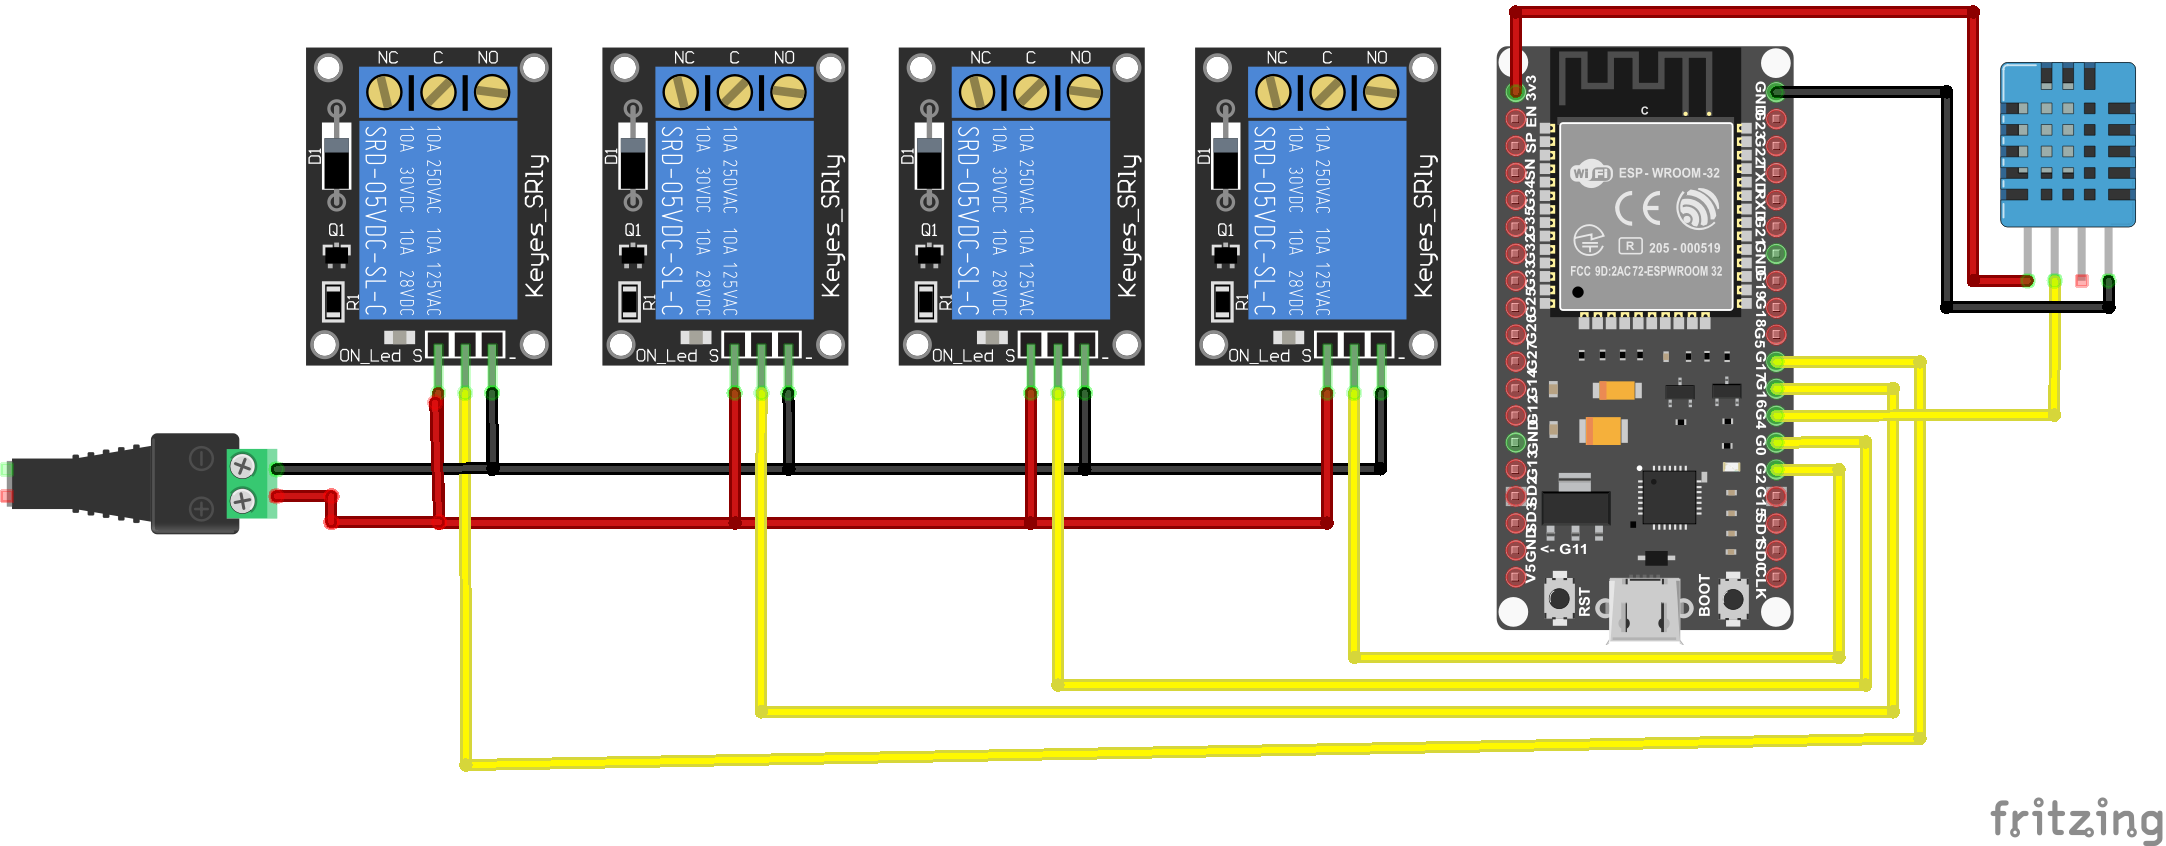 NC C NO
D1
Q1
R1
SRD-05VDC-SL-C
10A 30VDC 10A 28VDC
10A 250VAC 10A 125VAC
Keyes_SRly
ON_Led S -
NC C NO
D1
Q1
R1
SRD-05VDC-SL-C
10A 30VDC 10A 28VDC
10A 250VAC 10A 125VAC
Keyes_SRly
ON_Led S -
NC C NO
D1
Q1
R1
SRD-05VDC-SL-C
10A 30VDC 10A 28VDC
10A 250VAC 10A 125VAC
Keyes_SRly
ON_Led S -
NC C NO
D1
Q1
R1
SRD-05VDC-SL-C
10A 30VDC 10A 28VDC
10A 250VAC 10A 125VAC
Keyes_SRly
ON_Led S -
3V3
EN
SP
SN
G34
G35
G32
G33
G25
G26
G27
G14
G12
GND
G13
SD2
SD3
GND
V5
C
WiFi ESP-WROOM-32
CE
R 205-000519
FCC 9D:2AC72-ESPWROOM 32
<- G11
RST
BOOT
GND
G23
G22
TXD
RXD
G21
GND
G19
G18
G5
G17
G16
G4
G0
G2
G15
SD1
SD0
CLK
fritzing